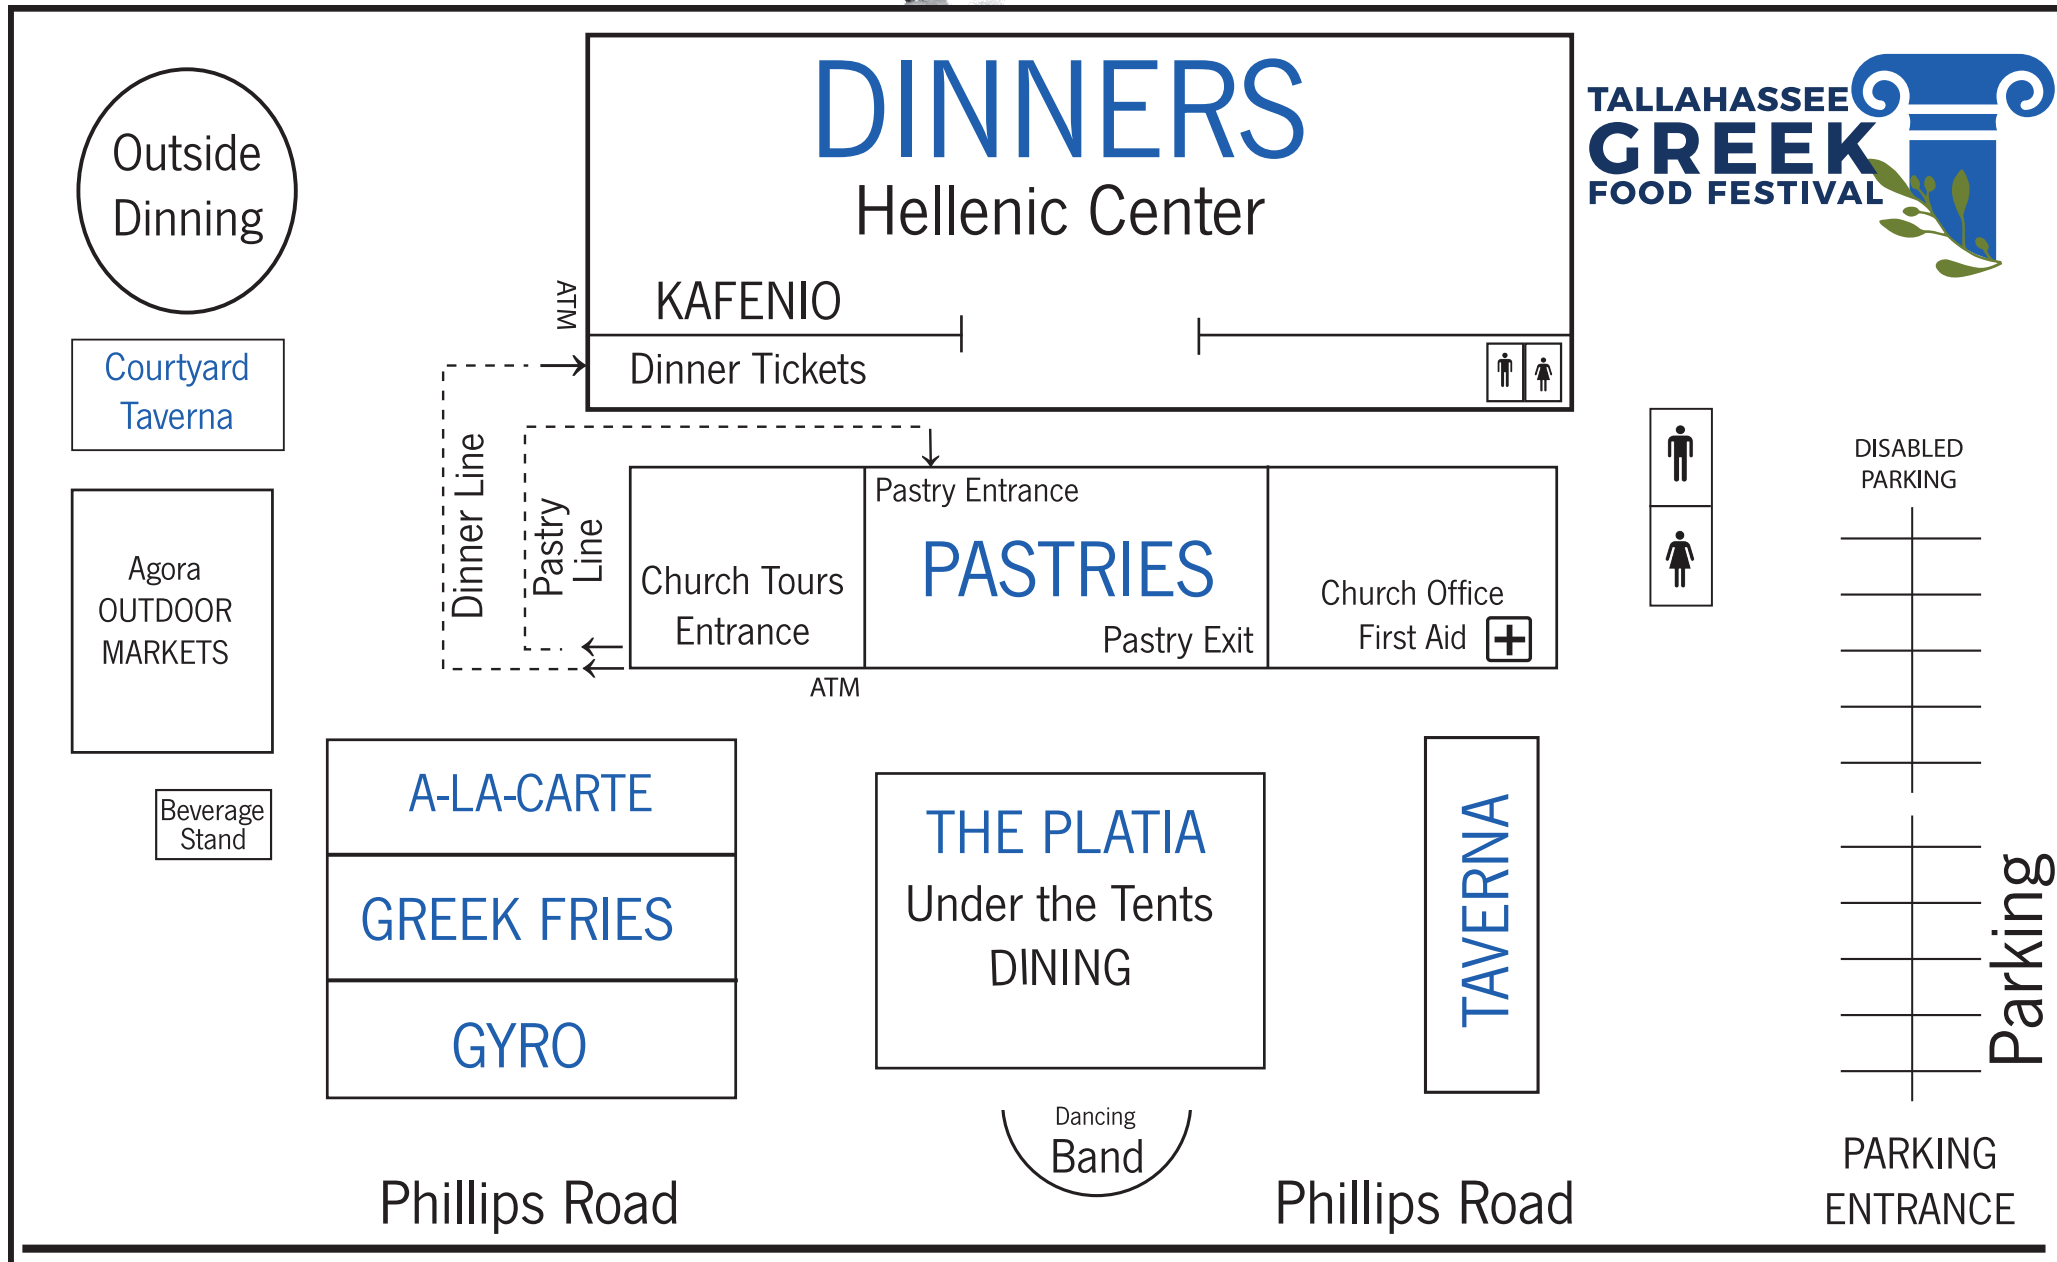 Outside
Dinning
DINNERS
Hellenic Center
TALLAHASSEE
GREEK
FOOD FESTIVAL
ATM
KAFENIO
Dinner Tickets
Courtyard
Taverna
Dinner Line
Pastry
Line
Pastry Entrance
PASTRIES
Pastry Exit
Church Tours
Entrance
Church Office
First Aid
DISABLED
PARKING
Agora
OUTDOOR
MARKETS
ATM
Beverage
Stand
A-LA-CARTE
GREEK FRIES
GYRO
THE PLATIA
Under the Tents
DINING
TAVERNA
Parking
Dancing
Band
Phillips Road
Phillips Road
PARKING
ENTRANCE